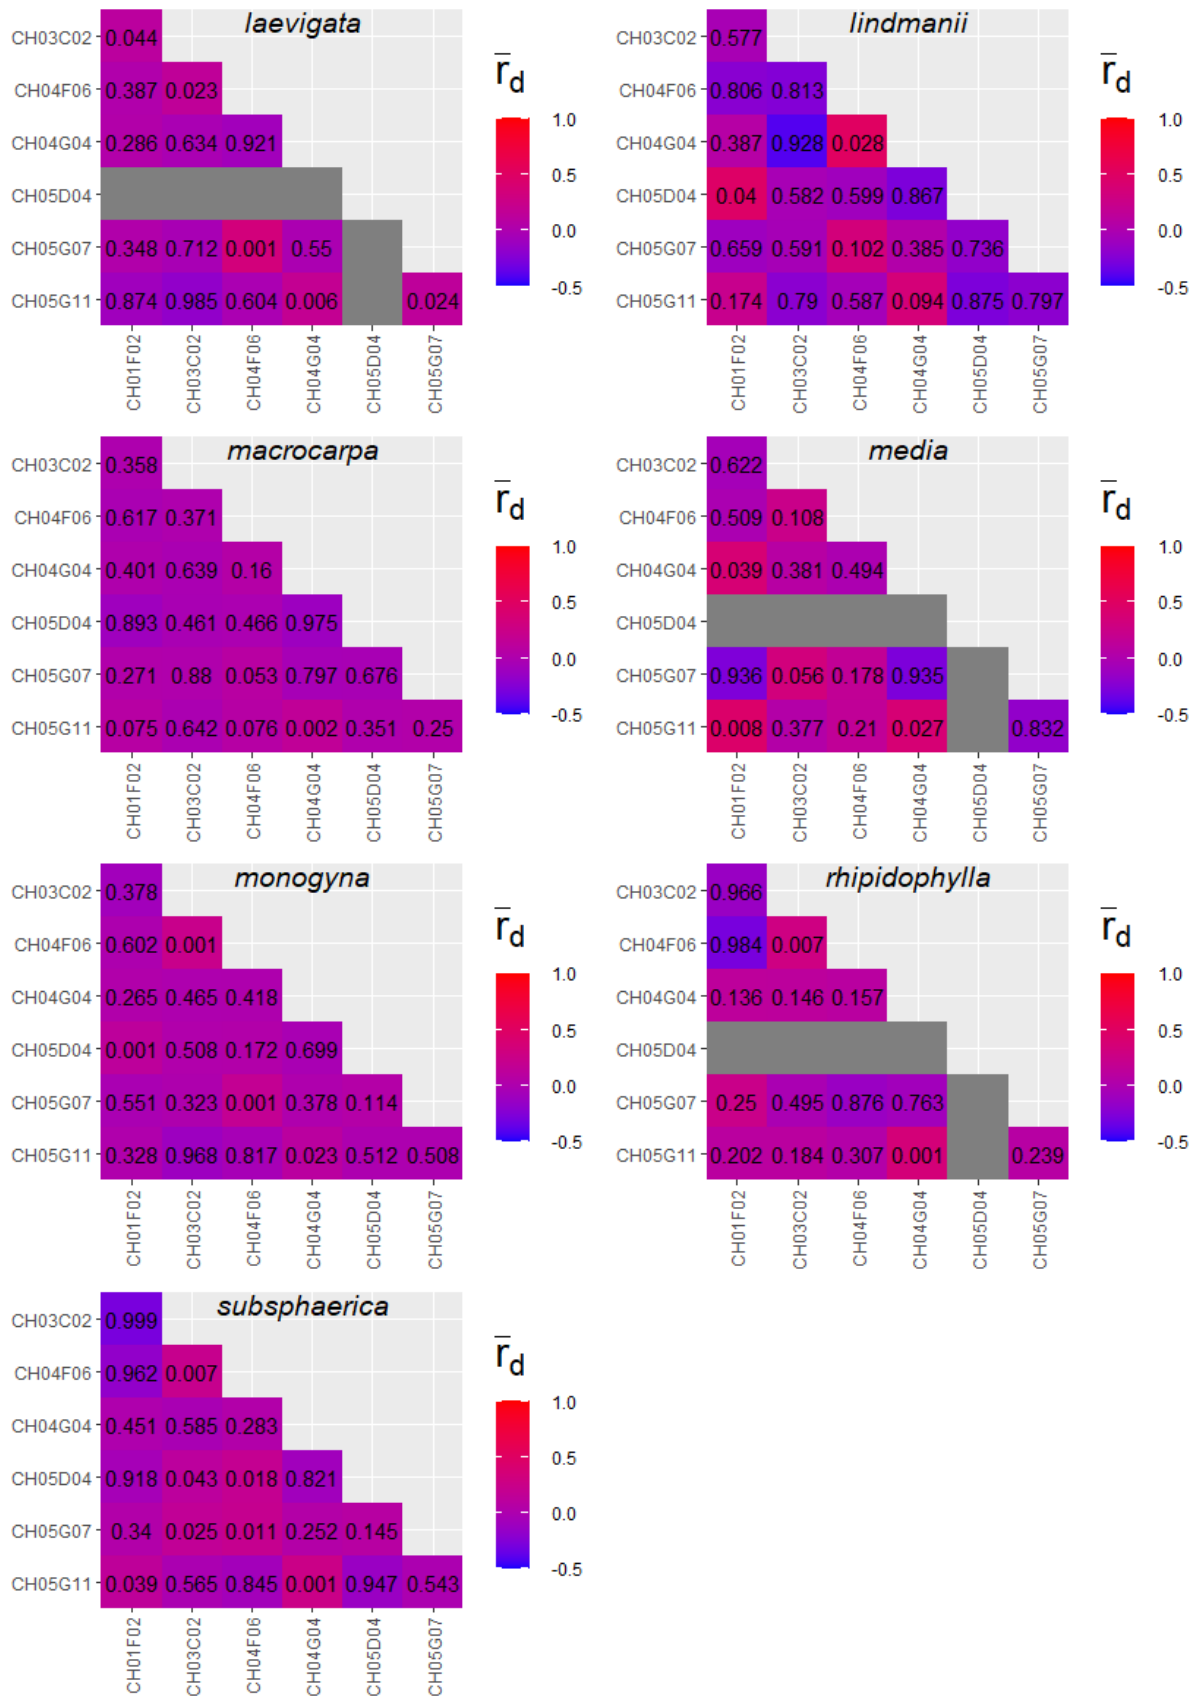 laevigata
CH03C02 0.044
CH04F06 0.387 0.023
CH04G04 0.286 0.634 0.921
CH05D04
CH05G07 0.348 0.712 0.001 0.55
CH05G11 0.874 0.985 0.604 0.006 0.024
CH01F02 CH03C02 CH04F06 CH04G04 CH05D04 CH05G07
r̄d
1.0
0.5
0.0
-0.5
lindmanii
CH03C02 0.577
CH04F06 0.806 0.813
CH04G04 0.387 0.928 0.028
CH05D04 0.04 0.582 0.599 0.867
CH05G07 0.659 0.591 0.102 0.385 0.736
CH05G11 0.174 0.79 0.587 0.094 0.875 0.797
CH01F02 CH03C02 CH04F06 CH04G04 CH05D04 CH05G07
r̄d
1.0
0.5
0.0
-0.5
macrocarpa
CH03C02 0.358
CH04F06 0.617 0.371
CH04G04 0.401 0.639 0.16
CH05D04 0.893 0.461 0.466 0.975
CH05G07 0.271 0.88 0.053 0.797 0.676
CH05G11 0.075 0.642 0.076 0.002 0.351 0.25
CH01F02 CH03C02 CH04F06 CH04G04 CH05D04 CH05G07
r̄d
1.0
0.5
0.0
-0.5
media
CH03C02 0.622
CH04F06 0.509 0.108
CH04G04 0.039 0.381 0.494
CH05D04
CH05G07 0.936 0.056 0.178 0.935
CH05G11 0.008 0.377 0.21 0.027 0.832
CH01F02 CH03C02 CH04F06 CH04G04 CH05D04 CH05G07
r̄d
1.0
0.5
0.0
-0.5
monogyna
CH03C02 0.378
CH04F06 0.602 0.001
CH04G04 0.265 0.465 0.418
CH05D04 0.001 0.508 0.172 0.699
CH05G07 0.551 0.323 0.001 0.378 0.114
CH05G11 0.328 0.968 0.817 0.023 0.512 0.508
CH01F02 CH03C02 CH04F06 CH04G04 CH05D04 CH05G07
r̄d
1.0
0.5
0.0
-0.5
rhipidophylla
CH03C02 0.966
CH04F06 0.984 0.007
CH04G04 0.136 0.146 0.157
CH05D04
CH05G07 0.25 0.495 0.876 0.763
CH05G11 0.202 0.184 0.307 0.001 0.239
CH01F02 CH03C02 CH04F06 CH04G04 CH05D04 CH05G07
r̄d
1.0
0.5
0.0
-0.5
subsphaerica
CH03C02 0.999
CH04F06 0.962 0.007
CH04G04 0.451 0.585 0.283
CH05D04 0.918 0.043 0.018 0.821
CH05G07 0.34 0.025 0.011 0.252 0.145
CH05G11 0.039 0.565 0.845 0.001 0.947 0.543
CH01F02 CH03C02 CH04F06 CH04G04 CH05D04 CH05G07
r̄d
1.0
0.5
0.0
-0.5